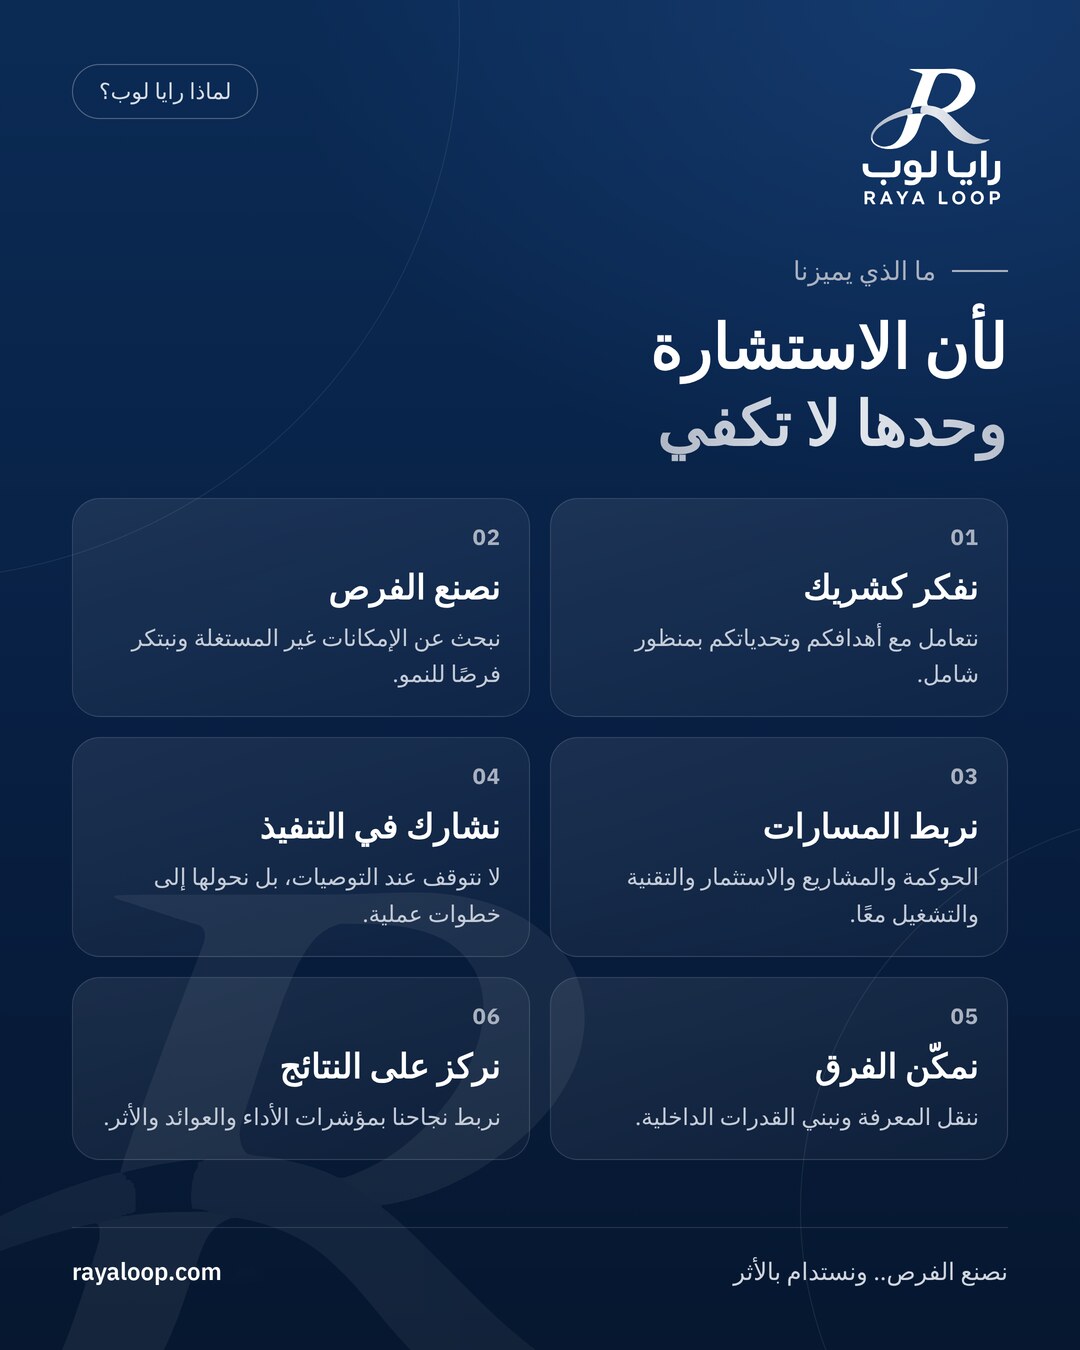 رايا لوب
RAYA LOOP
لماذا رايا لوب؟
ما الذي يميزنا
لأن الاستشارة
وحدها لا تكفي
01
نفكر كشريك
نتعامل مع أهدافكم وتحدياتكم بمنظور
شامل.
02
نصنع الفرص
نبحث عن الإمكانات غير المستغلة ونبتكر
فرصًا للنمو.
03
نربط المسارات
الحوكمة والمشاريع والاستثمار والتقنية
والتشغيل معًا.
04
نشارك في التنفيذ
لا نتوقف عند التوصيات، بل نحولها إلى
خطوات عملية.
05
نمكّن الفرق
ننقل المعرفة ونبني القدرات الداخلية.
06
نركز على النتائج
نربط نجاحنا بمؤشرات الأداء والعوائد والأثر.
نصنع الفرص.. ونستدام بالأثر
rayaloop.com